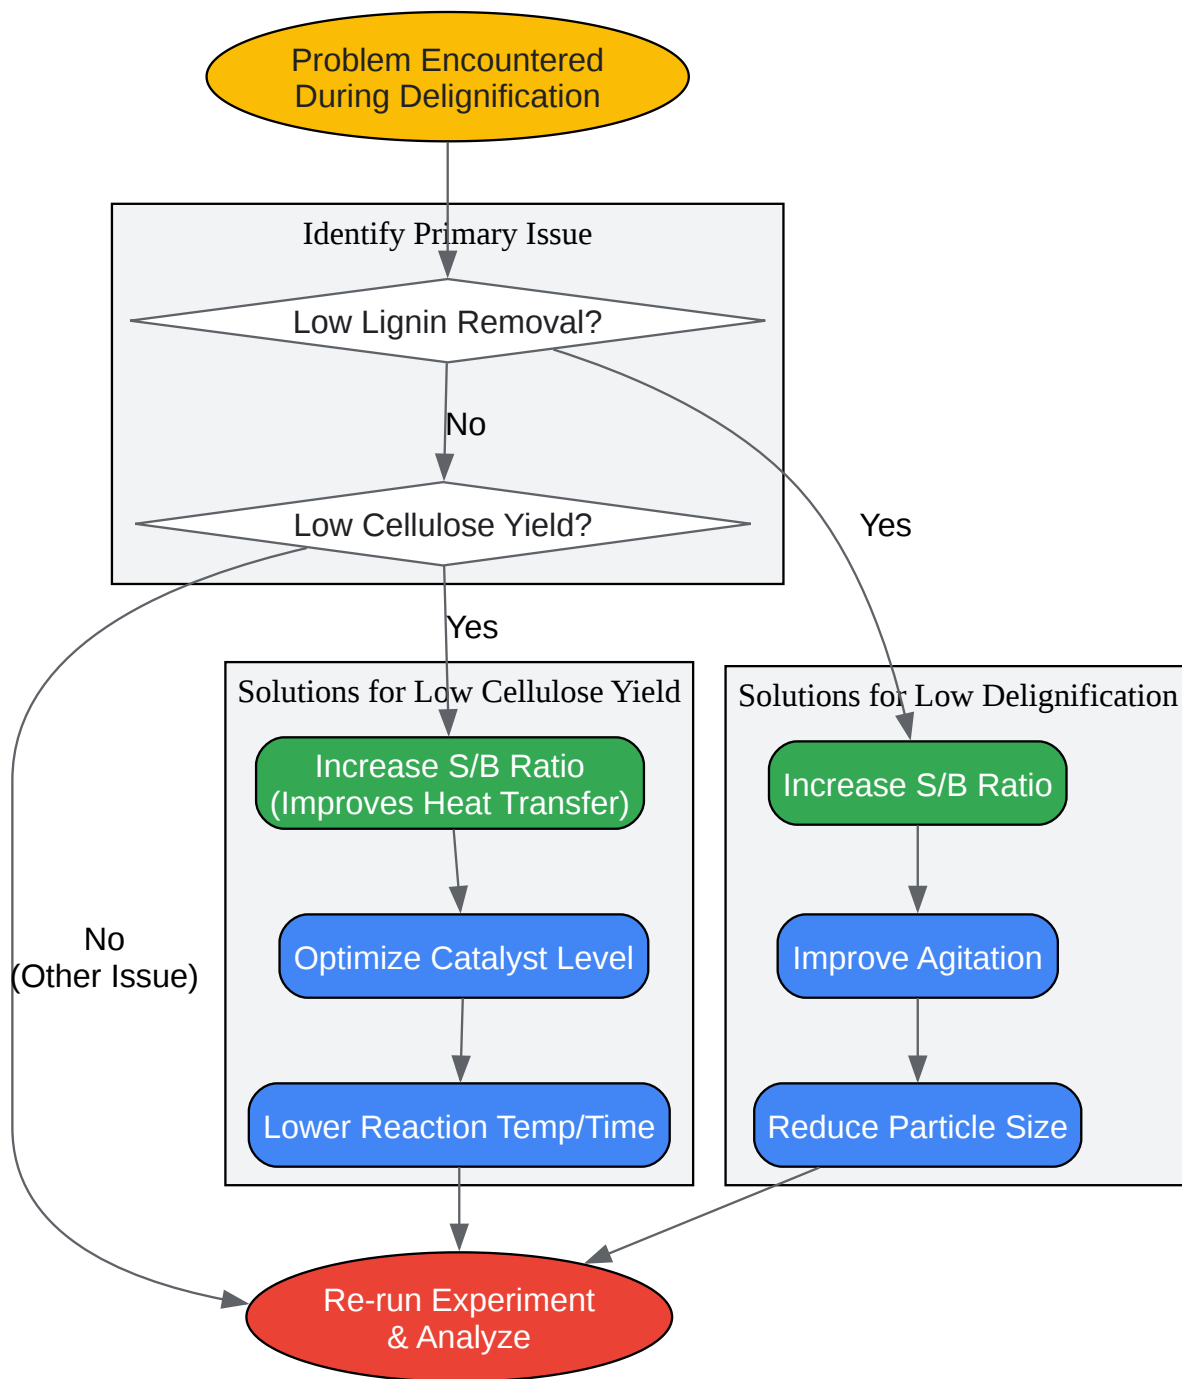 Problem Encountered
During Delignification
Identify Primary Issue
Low Lignin Removal?
No
Low Cellulose Yield?
Yes
Yes
Solutions for Low Cellulose Yield
Increase S/B Ratio
(Improves Heat Transfer)
Optimize Catalyst Level
Lower Reaction Temp/Time
Solutions for Low Delignification
Increase S/B Ratio
Improve Agitation
Reduce Particle Size
No
(Other Issue)
Re-run Experiment
& Analyze